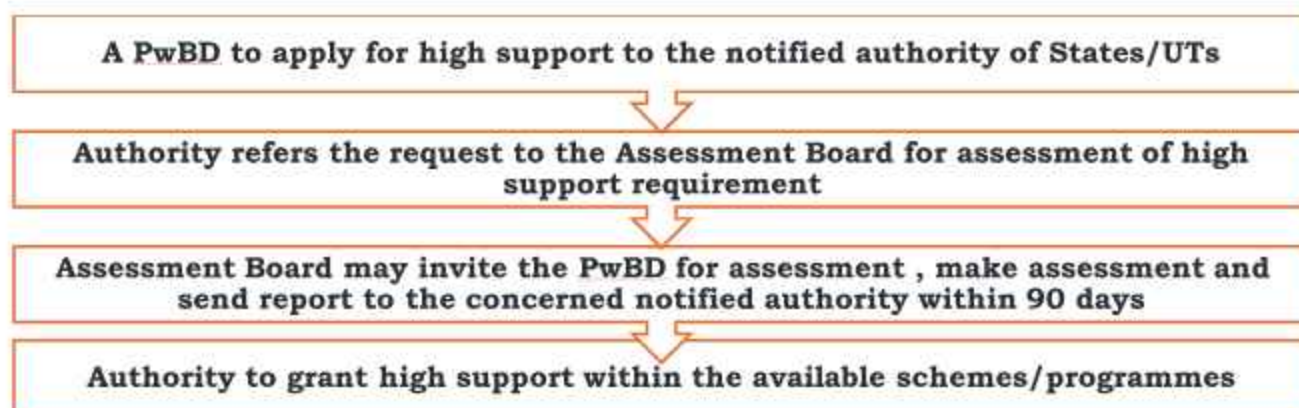 A PwBD to apply for high support to the notified authority of States/UTs
Authority refers the request to the Assessment Board for assessment of high
support requirement
Assessment Board may invite the PwBD for assessment , make assessment and
send report to the concerned notified authority within 90 days
Authority to grant high support within the available schemes/programmes